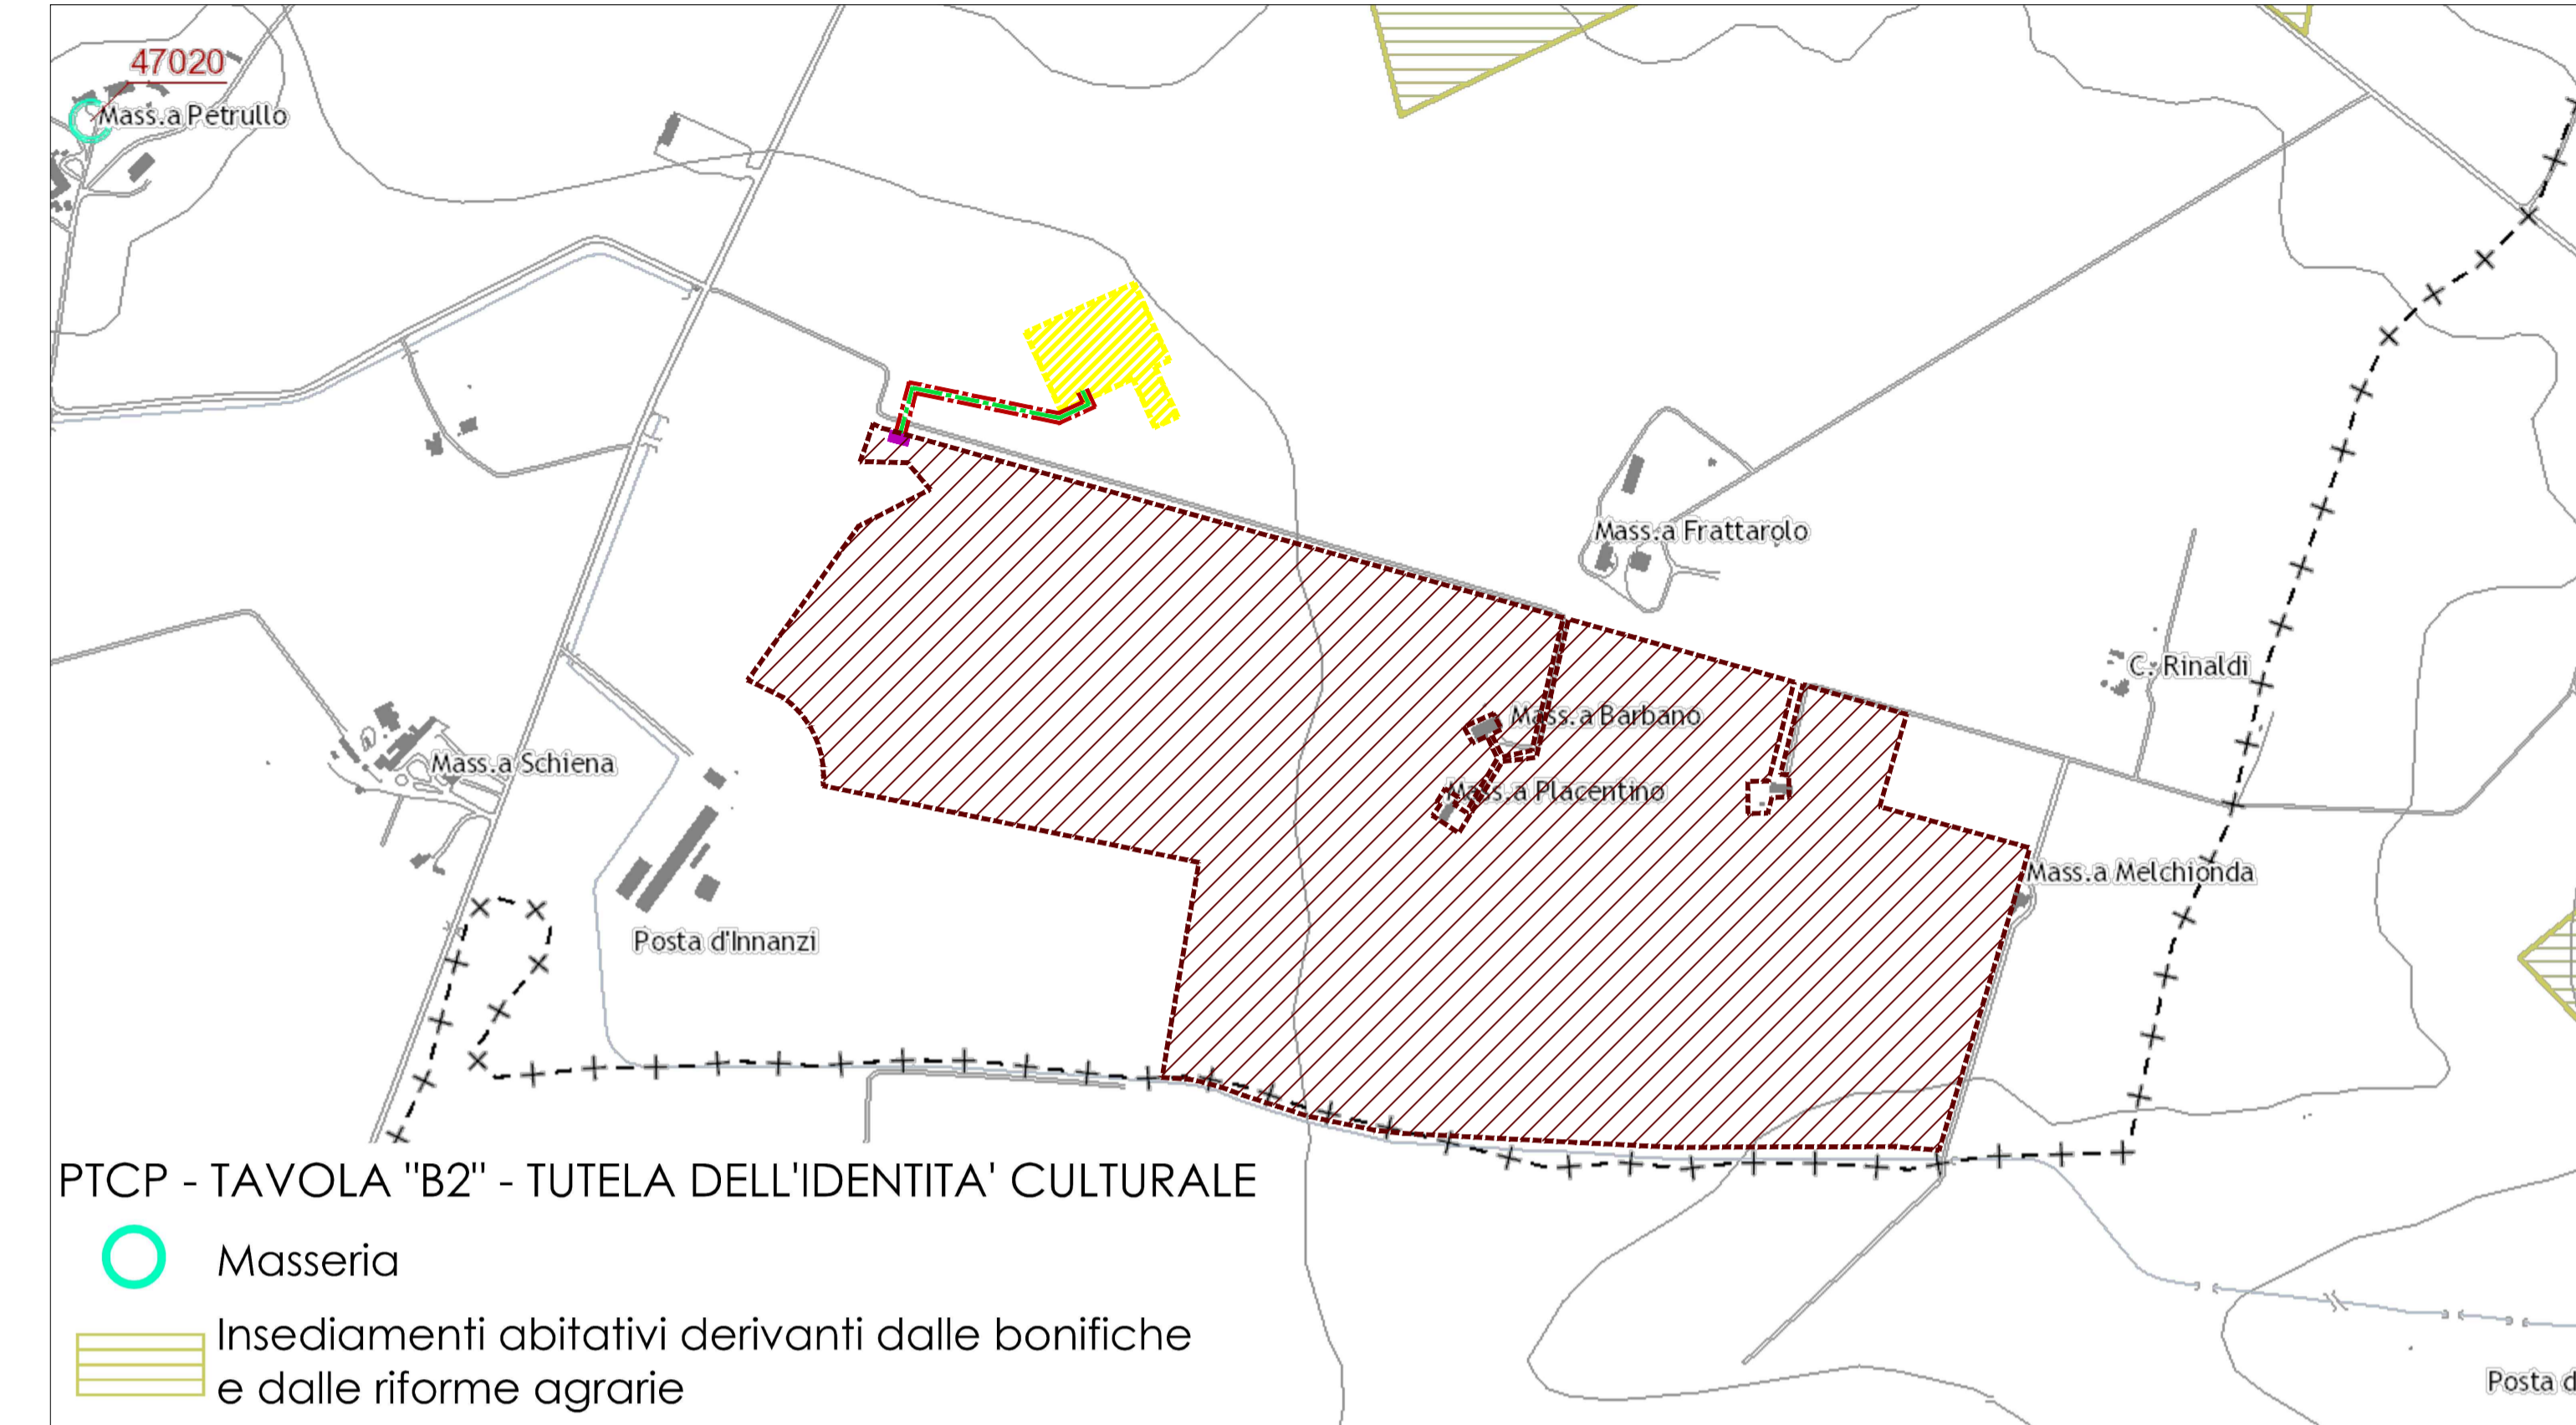 47020
Mass.a Petrullo
Mass.a Frattarolo
C. Rinaldi
Mass.a Barbano
Mass.a Schiena
Mass.a Placentino
Mass.a Melchionda
Posta d'Innanzi
PTCP - TAVOLA "B2" - TUTELA DELL'IDENTITA' CULTURALE
Masseria
Insediamenti abitativi derivanti dalle bonifiche
e dalle riforme agrarie
Posta d